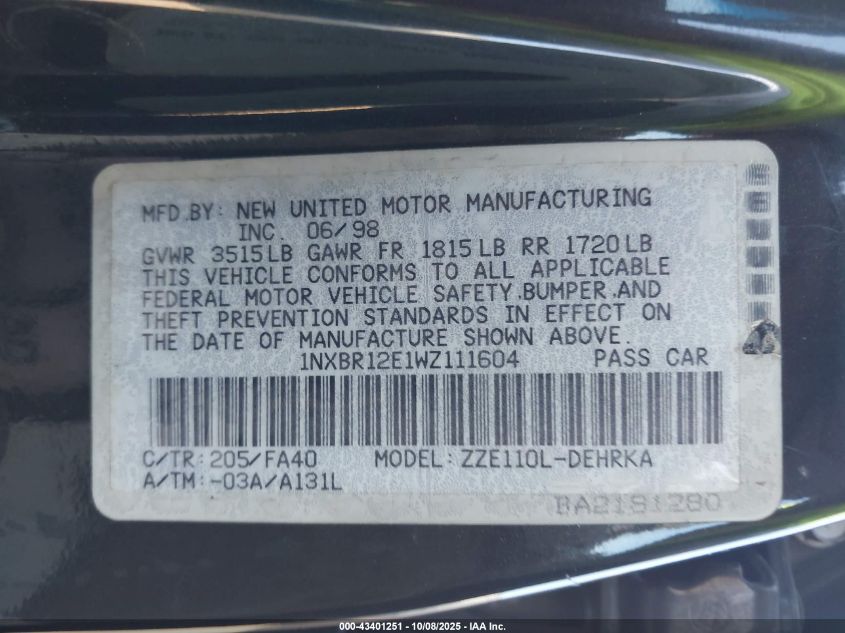 MFD.BY: NEW UNITED MOTOR MANUFACTURING
INC. 06/98
GVWR 3515LB GAWR FR 1815LB RR 1720LB
THIS VEHICLE CONFORMS TO ALL APPLICABLE
FEDERAL MOTOR VEHICLE SAFETY,BUMPER,AND
THEFT PREVENTION STANDARDS IN EFFECT ON
THE DATE OF MANUFACTURE SHOWN ABOVE.
1NXBR12E1WZ111604 PASS CAR
C/TR:205/FA40 MODEL:ZZE110L-DEHRKA
A/TM:-03A/A131L
BA2181280
000-43401251 - 10/08/2025 - IAA Inc.